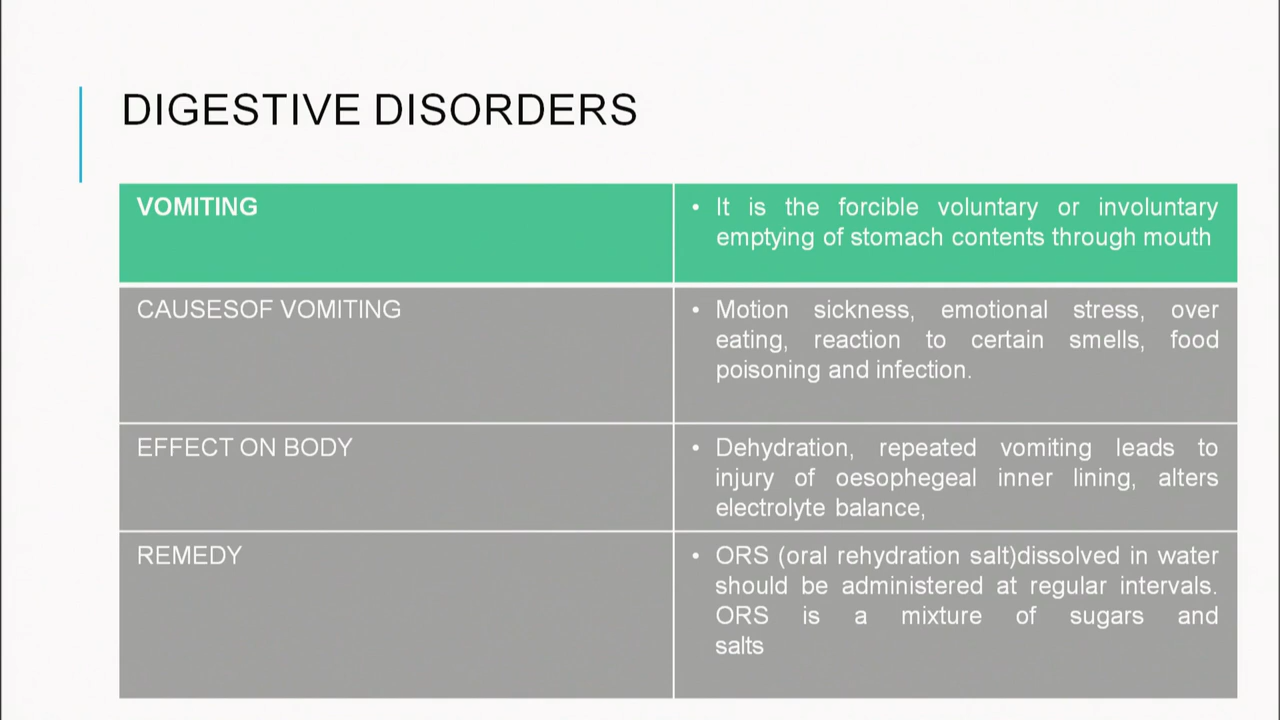 DIGESTIVE DISORDERS
VOMITING
• It is the forcible voluntary or involuntary
emptying of stomach contents through mouth
CAUSESOF VOMITING
• Motion sickness, emotional stress, over
eating, reaction to certain smells, food
poisoning and infection.
EFFECT ON BODY
• Dehydration, repeated vomiting leads to
injury of oesophegeal inner lining, alters
electrolyte balance,
REMEDY
• ORS (oral rehydration salt)dissolved in water
should be administered at regular intervals.
ORS is a mixture of sugars and
salts